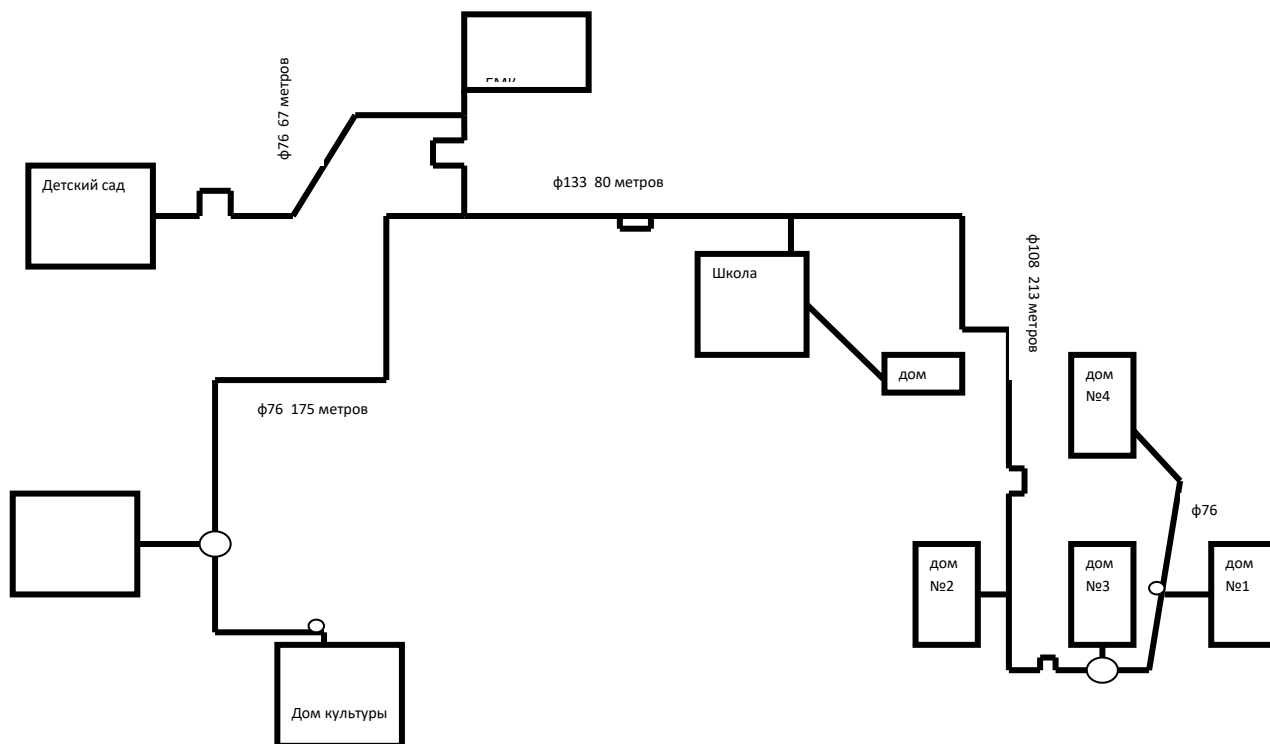 ф76 67 метров
Детский сад
ф133 80 метров
Школа
ф108 213 метров
дом
дом
№4
ф76 175 метров
ф76
дом
№2
дом
№3
дом
№1
Дом культуры